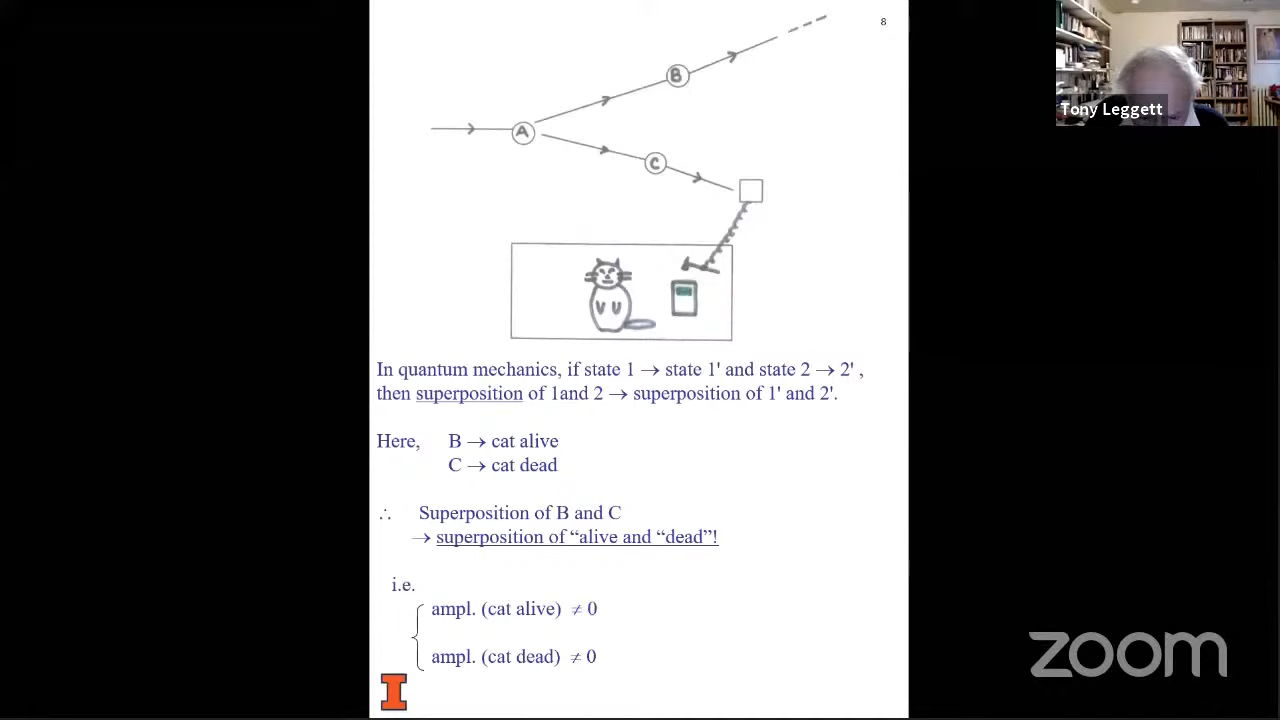 8
B
A
C
Tony Leggett
In quantum mechanics, if state 1 → state 1' and state 2 → 2' ,
then superposition of 1and 2 → superposition of 1' and 2'.
Here, B → cat alive
C → cat dead
∴ Superposition of B and C
→ superposition of “alive and “dead”!
i.e.
ampl. (cat alive) ≠ 0
ampl. (cat dead) ≠ 0
I
zoom